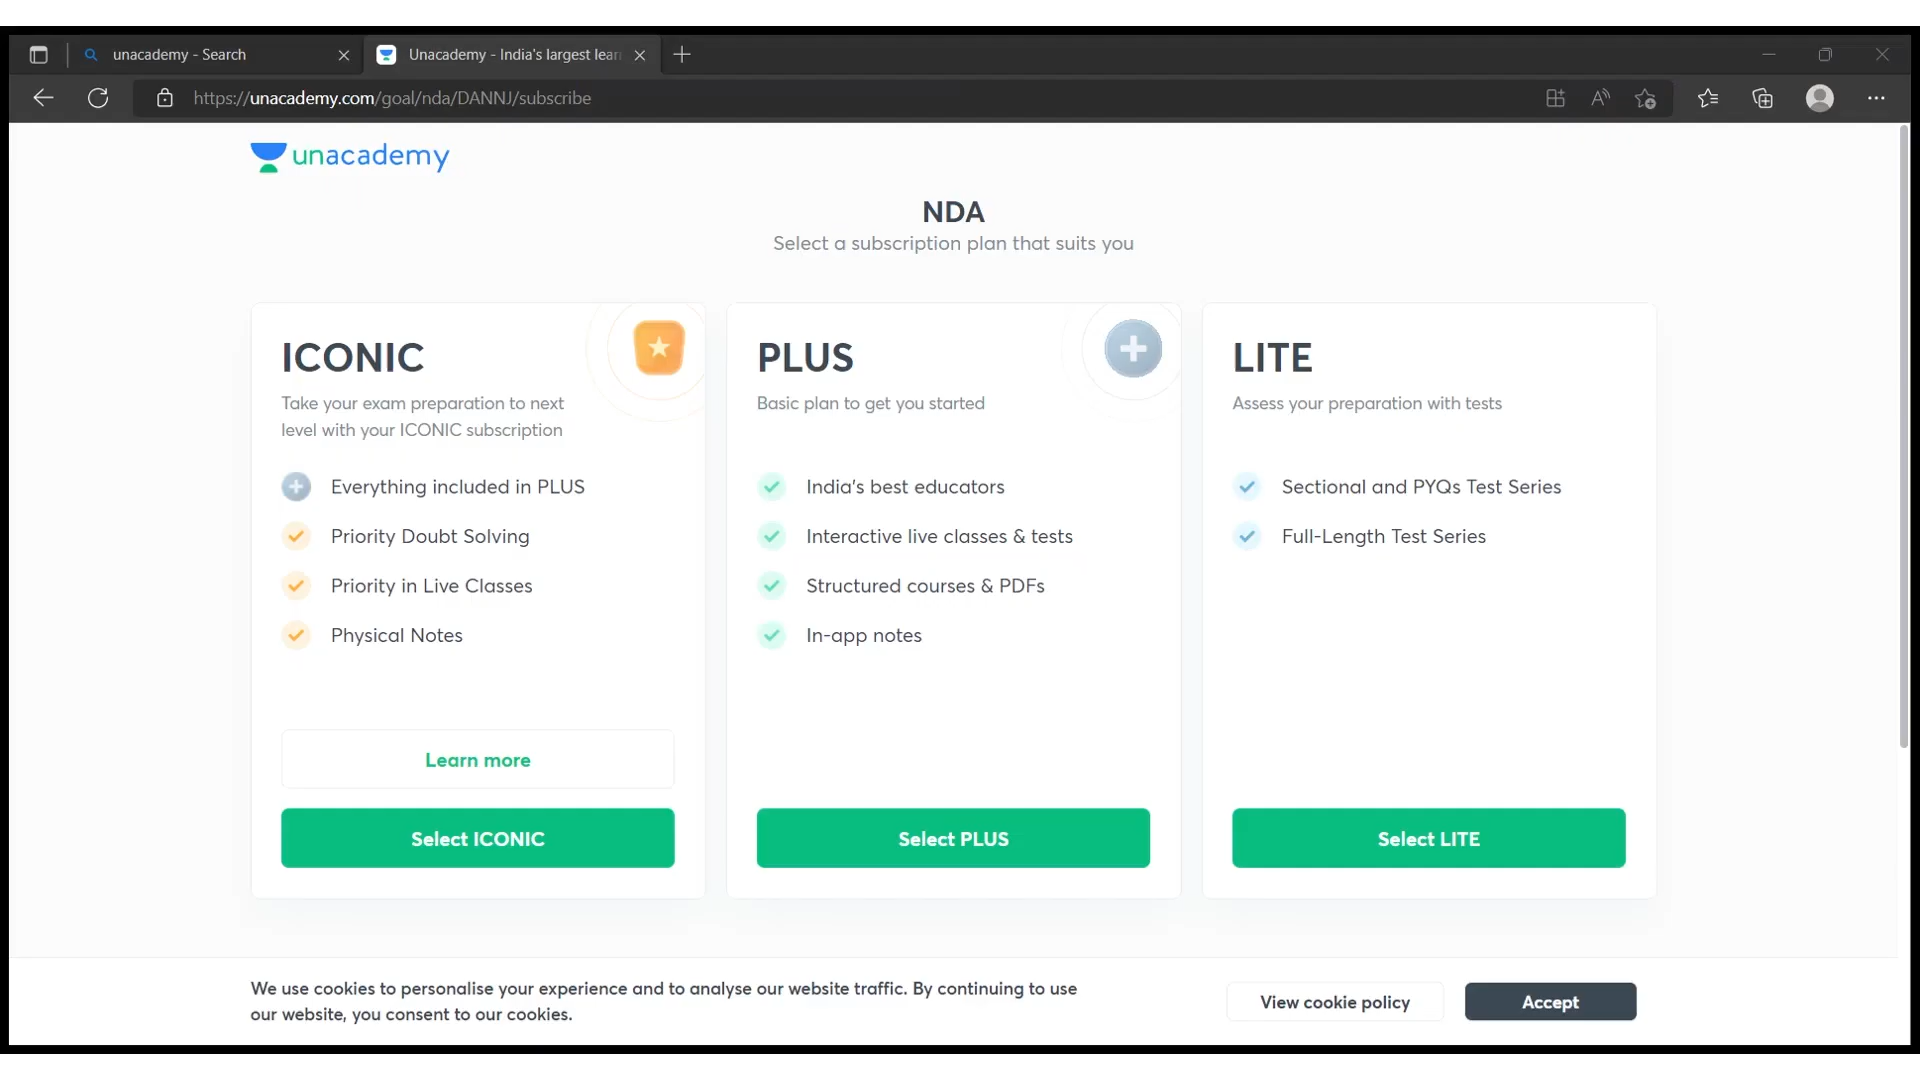 unacademy - Search
Unacademy - India's largest lear
https://unacademy.com/goal/nda/DANNJ/subscribe
unacademy
NDA
Select a subscription plan that suits you
ICONIC
Take your exam preparation to next
level with your ICONIC subscription
Everything included in PLUS
Priority Doubt Solving
Priority in Live Classes
Physical Notes
Learn more
Select ICONIC
PLUS
Basic plan to get you started
India's best educators
Interactive live classes & tests
Structured courses & PDFs
In-app notes
Select PLUS
LITE
Assess your preparation with tests
Sectional and PYQs Test Series
Full-Length Test Series
Select LITE
We use cookies to personalise your experience and to analyse our website traffic. By continuing to use
our website, you consent to our cookies.
View cookie policy
Accept